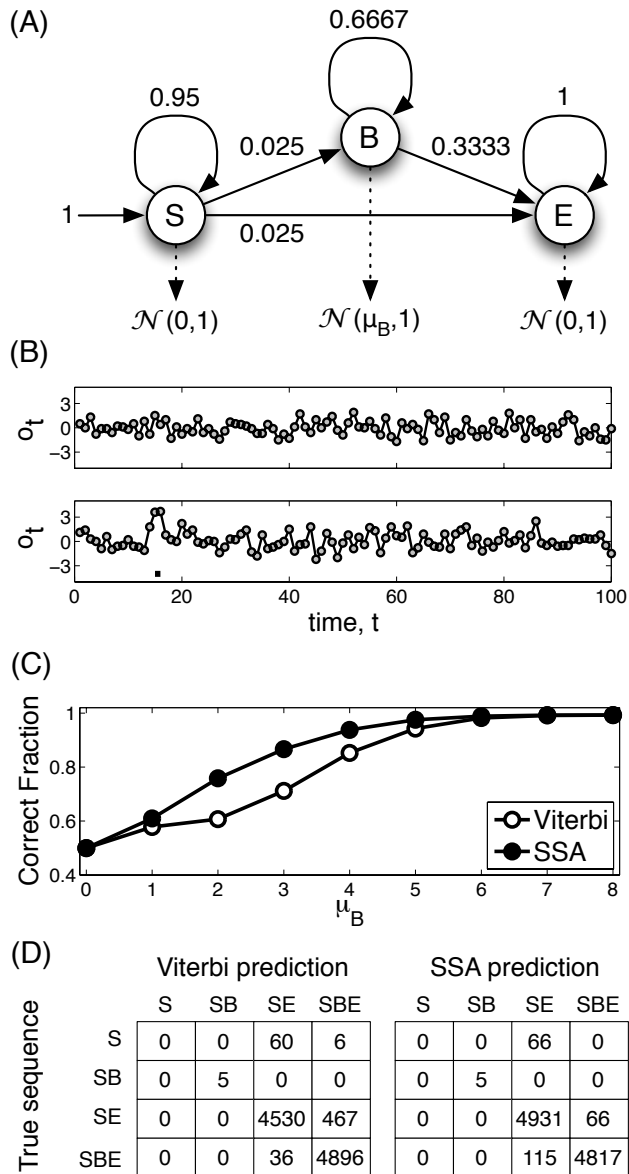 (A)
0.6667
0.95
B
1
0.025
0.3333
1
S
0.025
E
𝒩(0,1)
𝒩(μ_B,1)
𝒩(0,1)
(B)
3
0
−3
o_t
3
0
−3
o_t
0
20
40
60
80
100
time, t
(C)
1
0.8
0.6
0.4
Correct Fraction
Viterbi
SSA
0
1
2
3
4
5
6
7
8
μ_B
(D)
Viterbi prediction
SSA prediction
True sequence
S SB SE SBE S SB SE SBE
S 0 0 60 6 0 0 66 0
SB 0 5 0 0 0 5 0 0
SE 0 0 4530 467 0 0 4931 66
SBE 0 0 36 4896 0 0 115 4817